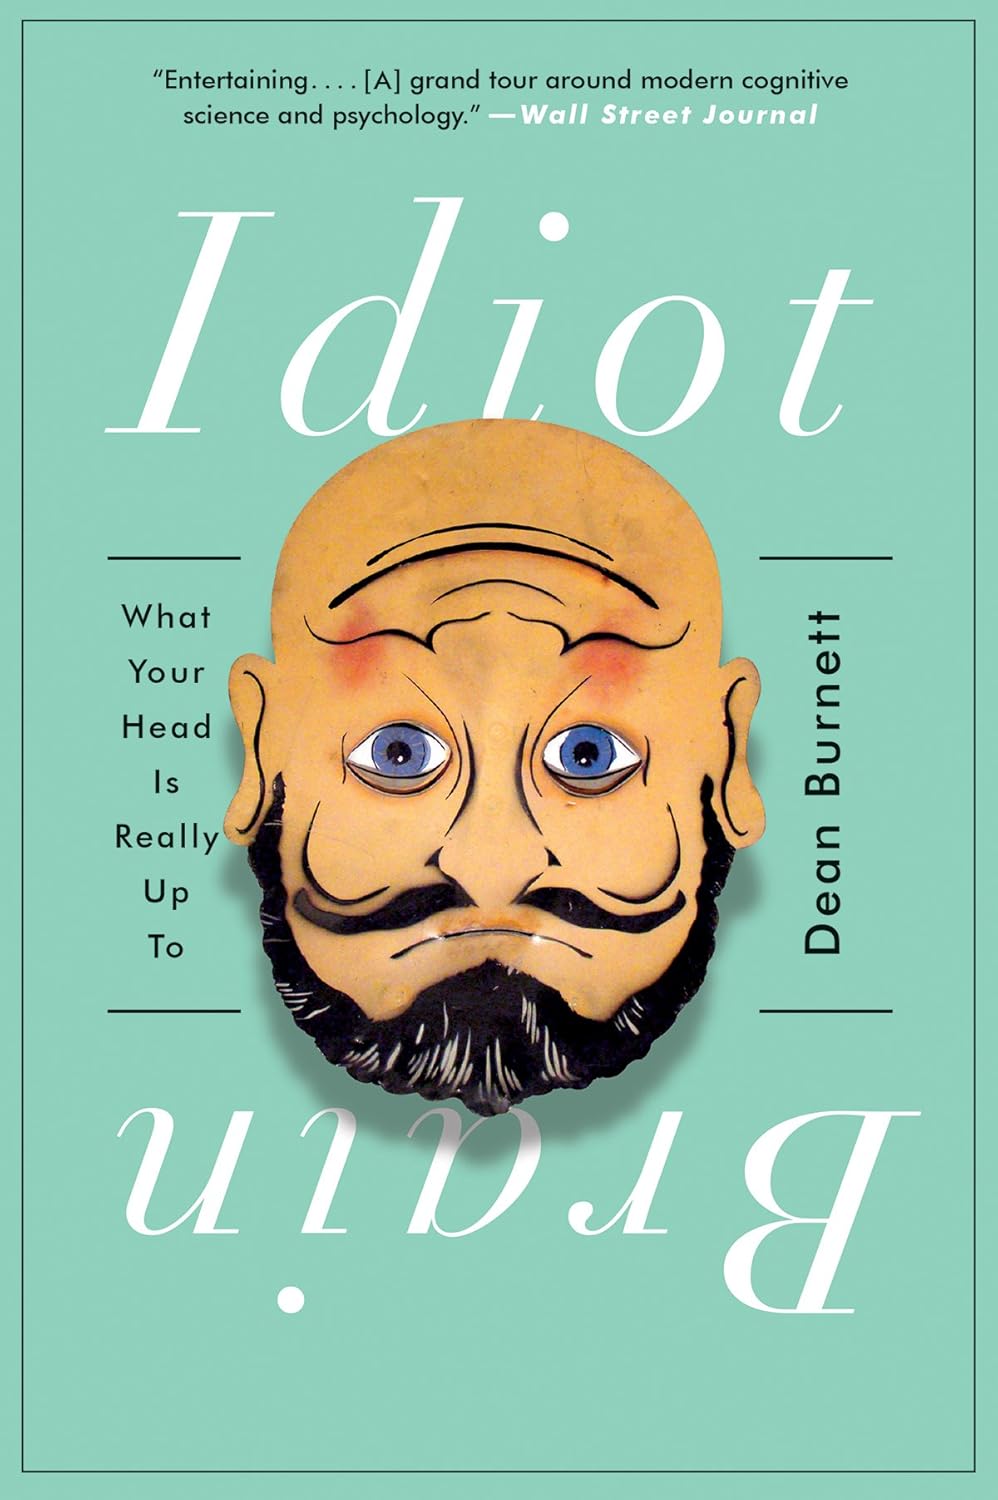 “Entertaining. . . . [A] grand tour around modern cognitive
science and psychology.” —Wall Street Journal
Idiot
What
Your
Head
Is
Really
Up
To
Dean Burnett
Brain